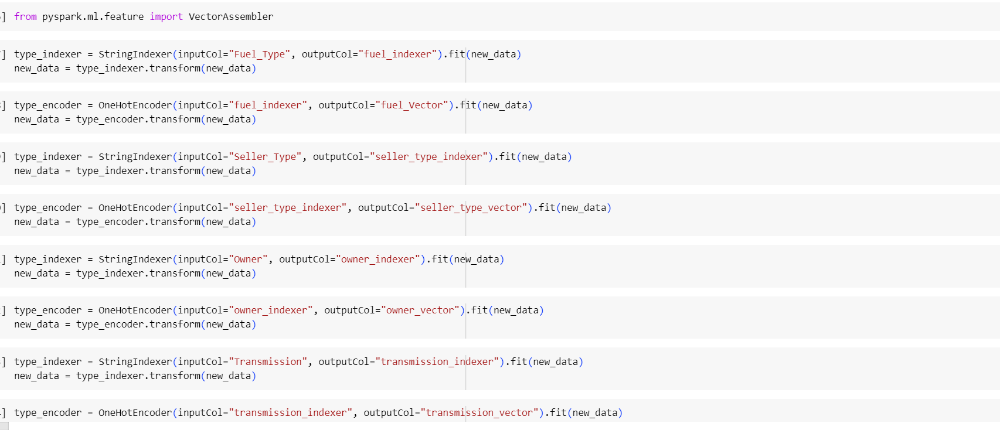 ] from pyspark.ml.feature import VectorAssembler
] type_indexer = StringIndexer(inputCol="Fuel_Type", outputCol="fuel_indexer").fit(new_data)
new_data = type_indexer.transform(new_data)
] type_encoder = OneHotEncoder(inputCol="fuel_indexer", outputCol="fuel_Vector").fit(new_data)
new_data = type_encoder.transform(new_data)
] type_indexer = StringIndexer(inputCol="Seller_Type", outputCol="seller_type_indexer").fit(new_data)
new_data = type_indexer.transform(new_data)
] type_encoder = OneHotEncoder(inputCol="seller_type_indexer", outputCol="seller_type_vector").fit(new_data)
new_data = type_encoder.transform(new_data)
] type_indexer = StringIndexer(inputCol="Owner", outputCol="owner_indexer").fit(new_data)
new_data = type_indexer.transform(new_data)
] type_encoder = OneHotEncoder(inputCol="owner_indexer", outputCol="owner_vector").fit(new_data)
new_data = type_encoder.transform(new_data)
] type_indexer = StringIndexer(inputCol="Transmission", outputCol="transmission_indexer").fit(new_data)
new_data = type_indexer.transform(new_data)
] type_encoder = OneHotEncoder(inputCol="transmission_indexer", outputCol="transmission_vector").fit(new_data)